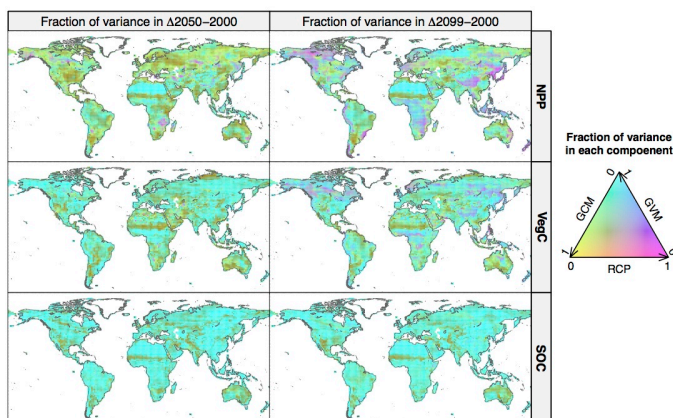 Fraction of variance in Δ2050−2000
Fraction of variance in Δ2099−2000
NPP
VegC
SOC
Fraction of variance
in each compoenent
0
1
GCM
GVM
1
0
0
RCP
1